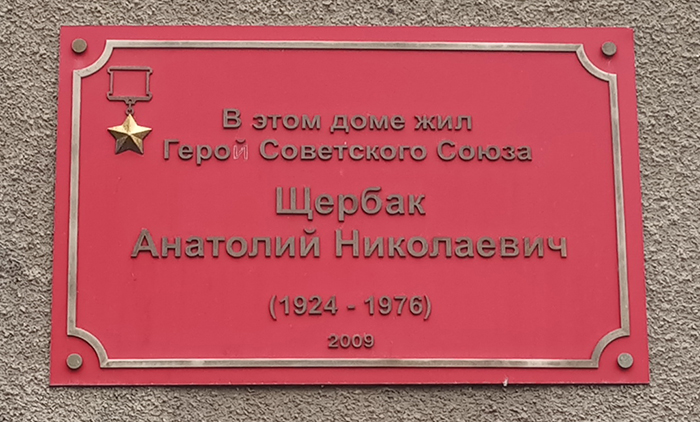 В этом доме жил
Герой Советского Союза
Щербак
Анатолий Николаевич
(1924 - 1976)
2009